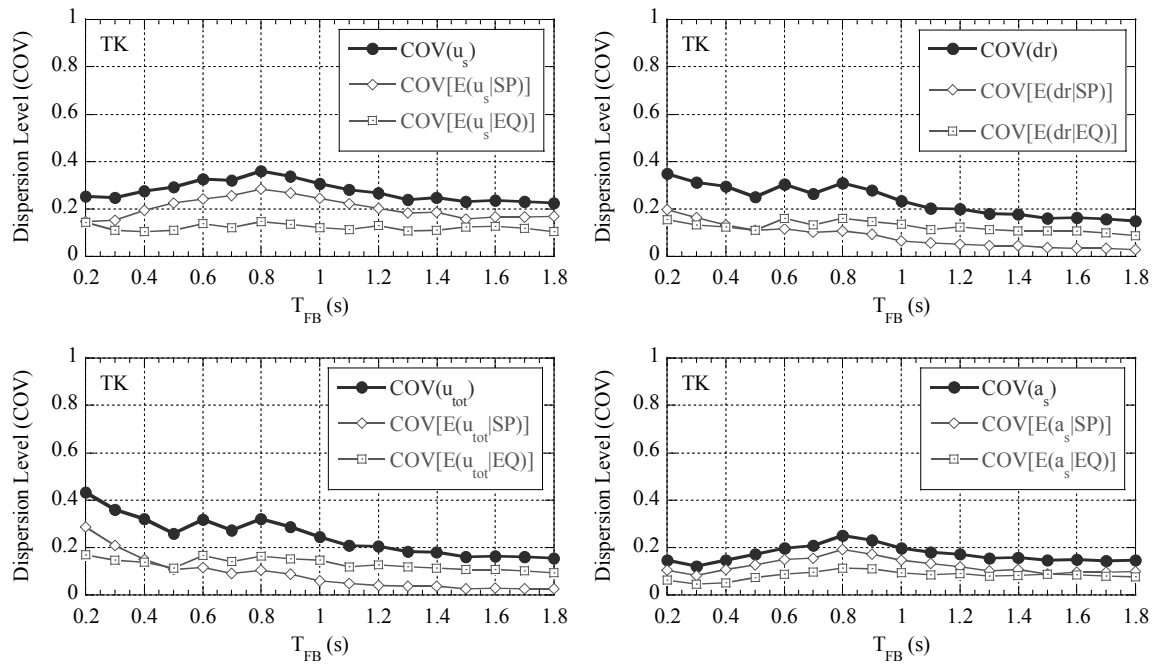 TK
COV(u_s)
COV[E(u_s|SP)]
COV[E(u_s|EQ)]
Dispersion Level (COV)
1
0.8
0.6
0.4
0.2
0
0.2 0.4 0.6 0.8 1 1.2 1.4 1.6 1.8
T_FB (s)
TK
COV(dr)
COV[E(dr|SP)]
COV[E(dr|EQ)]
Dispersion Level (COV)
1
0.8
0.6
0.4
0.2
0
0.2 0.4 0.6 0.8 1 1.2 1.4 1.6 1.8
T_FB (s)
TK
COV(u_tot)
COV[E(u_tot|SP)]
COV[E(u_tot|EQ)]
Dispersion Level (COV)
1
0.8
0.6
0.4
0.2
0
0.2 0.4 0.6 0.8 1 1.2 1.4 1.6 1.8
T_FB (s)
TK
COV(a_s)
COV[E(a_s|SP)]
COV[E(a_s|EQ)]
Dispersion Level (COV)
1
0.8
0.6
0.4
0.2
0
0.2 0.4 0.6 0.8 1 1.2 1.4 1.6 1.8
T_FB (s)